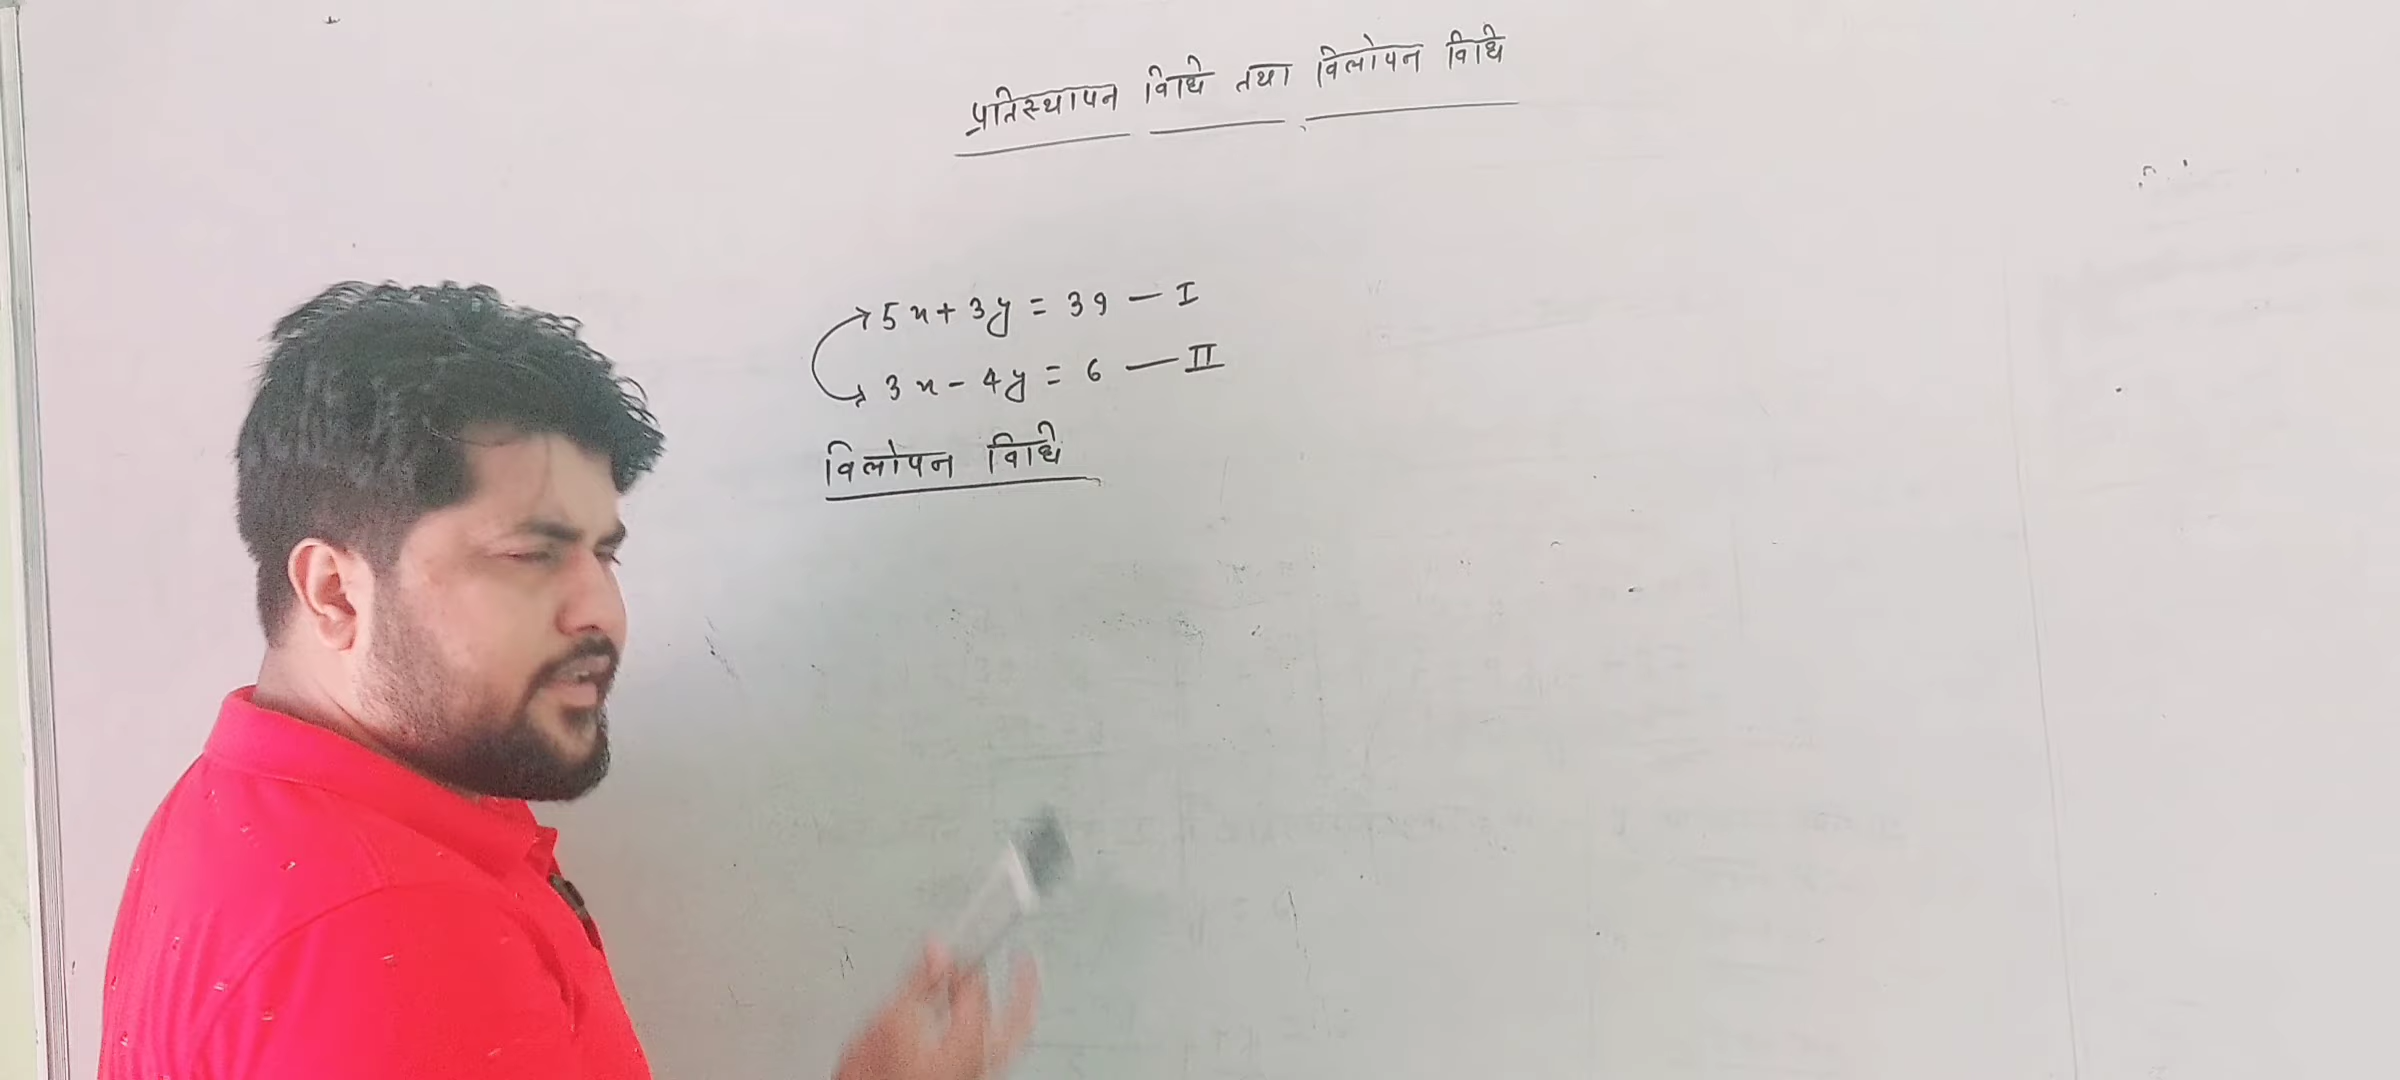 प्रतिस्थापन विधि तथा विलोपन विधि
5x + 3y = 39 — I
3x - 4y = 6 — II
विलोपन विधि